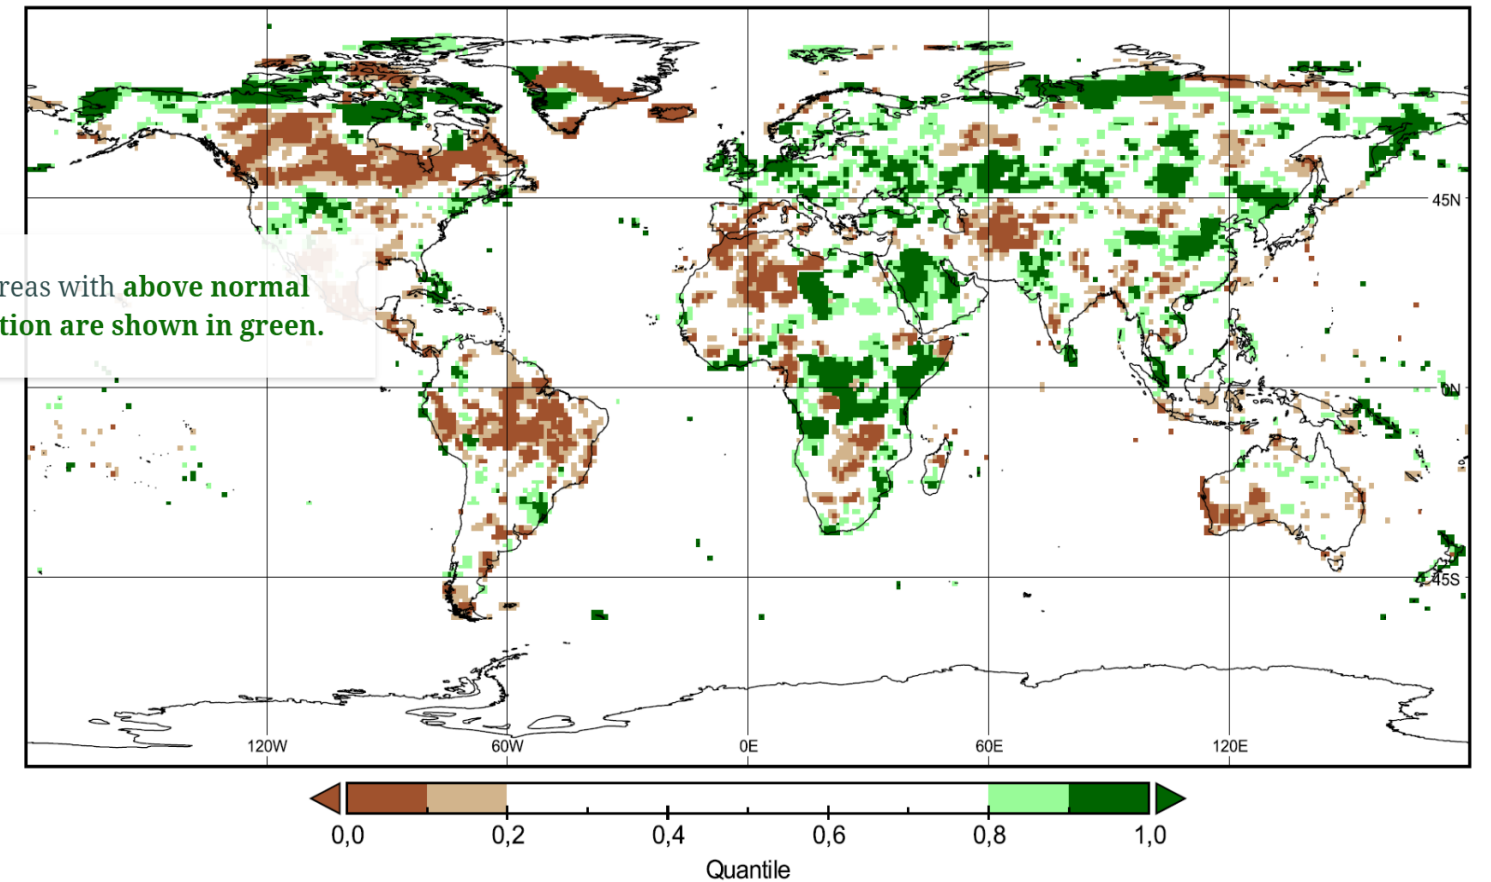 reas with above normal
tion are shown in green.
45N
0N
45S
120W 60W 0E 60E 120E
0,0 0,2 0,4 0,6 0,8 1,0
Quantile